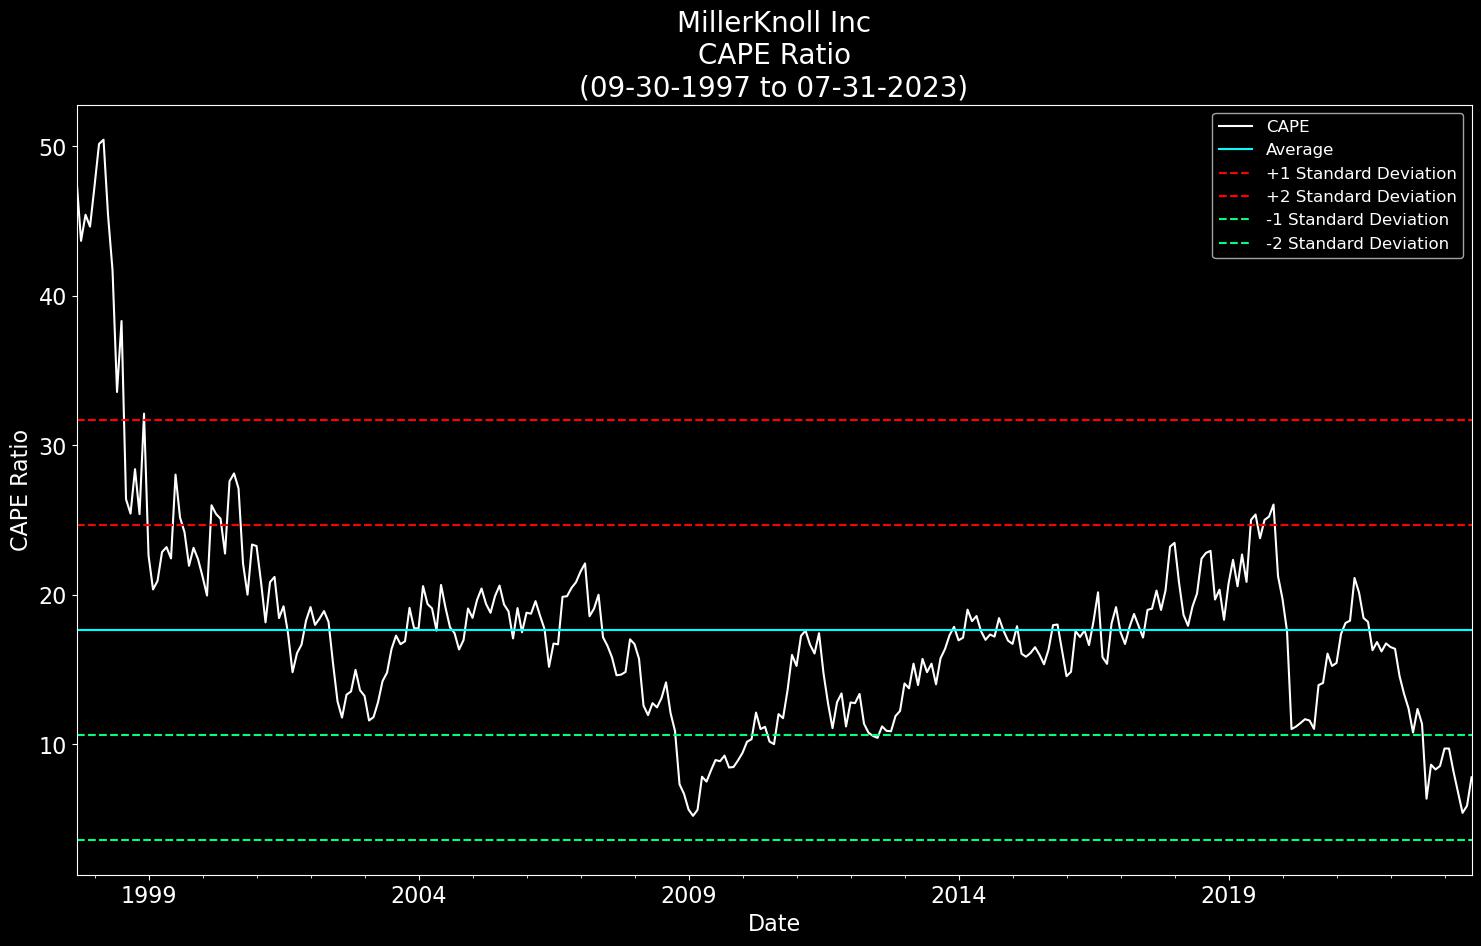 MillerKnoll Inc
CAPE Ratio
(09-30-1997 to 07-31-2023)
CAPE
Average
+1 Standard Deviation
+2 Standard Deviation
-1 Standard Deviation
-2 Standard Deviation
CAPE Ratio
50
40
30
20
10
1999 2004 2009 2014 2019
Date